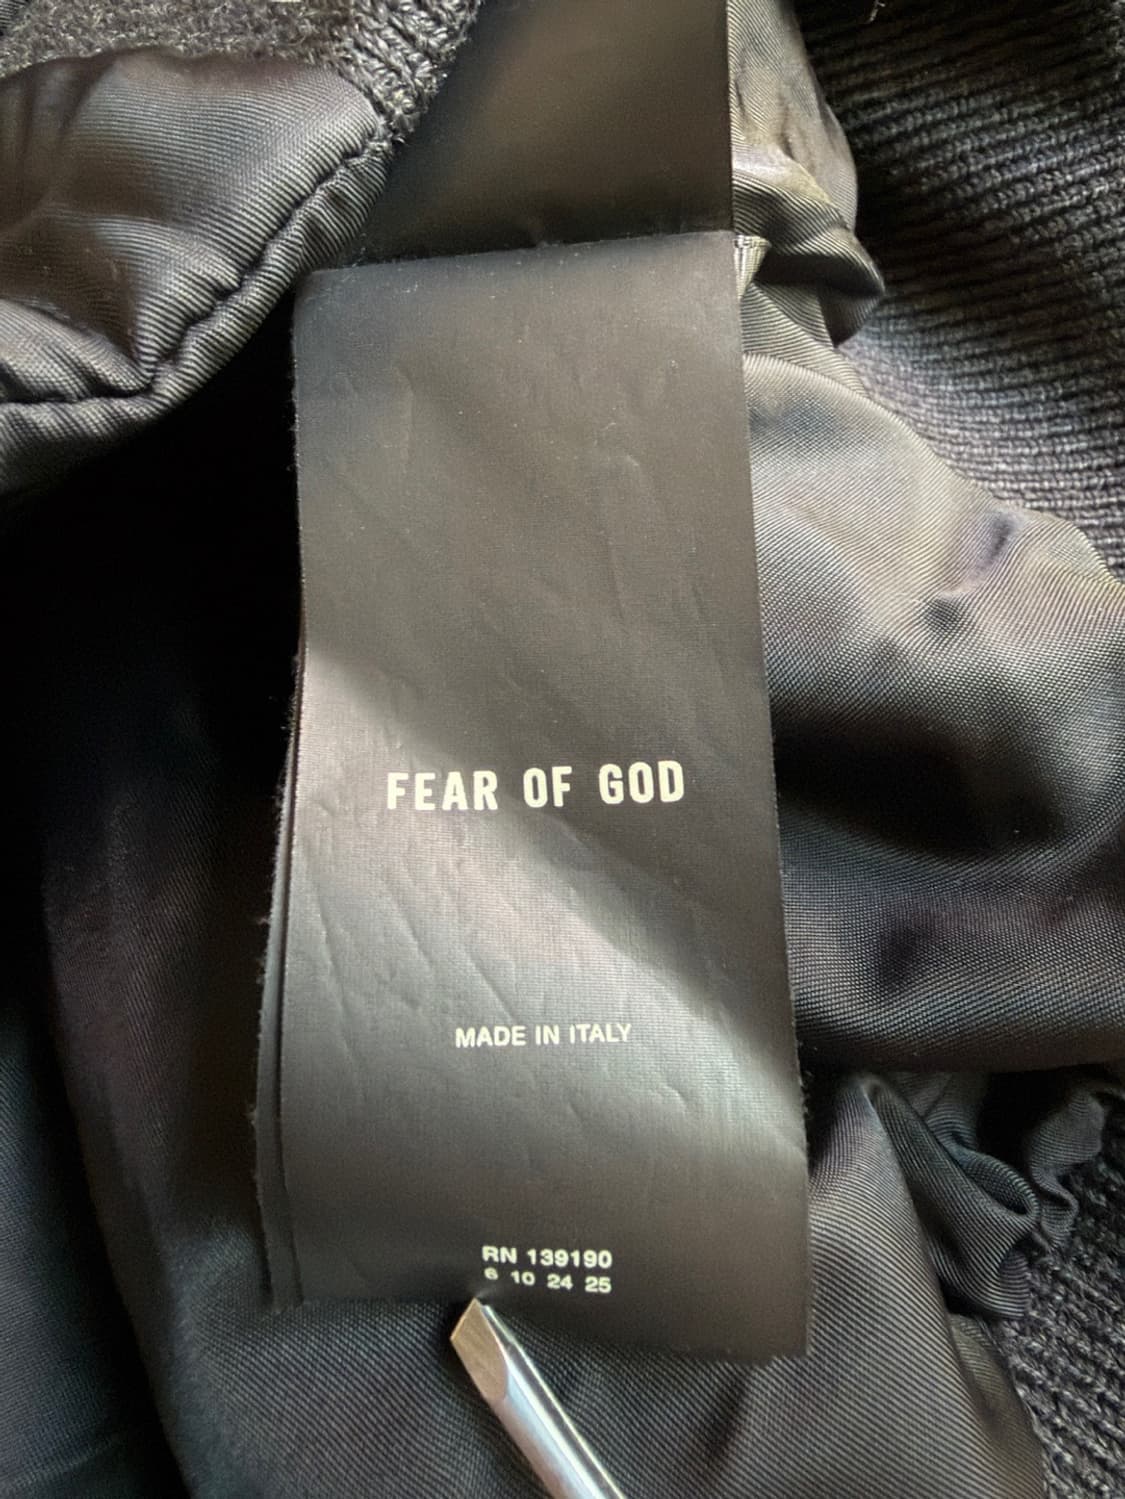 FEAR OF GOD
MADE IN ITALY
RN 139190
6 10 24 25